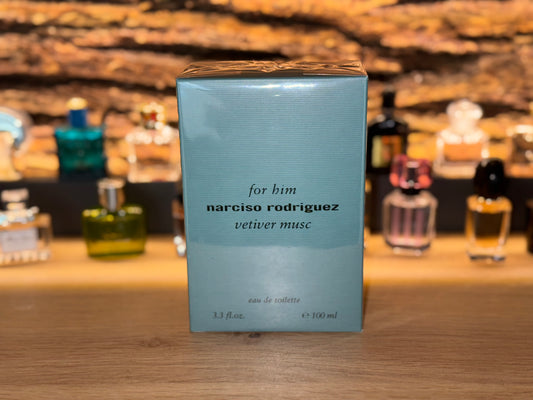 for him
narciso rodriguez
vetiver musc
eau de toilette
3.3 fl.oz. ℮ 100 ml